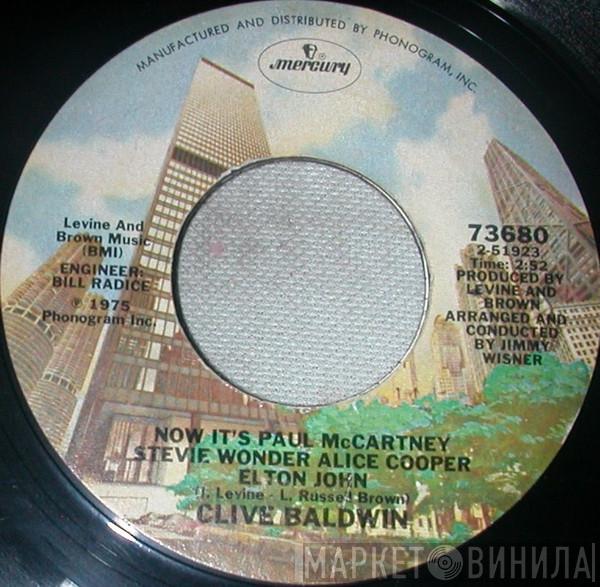 MANUFACTURED AND DISTRIBUTED BY PHONOGRAM, INC.
mercury
Levine And
Brown Music
(BMI)
ENGINEER:
BILL RADICE
℗ 1975
Phonogram Inc.
73680
2-51923
Time: 2:52
PRODUCED BY
LEVINE AND
BROWN
ARRANGED AND
CONDUCTED
BY JIMMY
WISNER
NOW IT'S PAUL McCARTNEY
STEVIE WONDER ALICE COOPER
ELTON JOHN
(I. Levine - L. Russell Brown)
CLIVE BALDWIN
МАРКЕТ ВИНИЛА